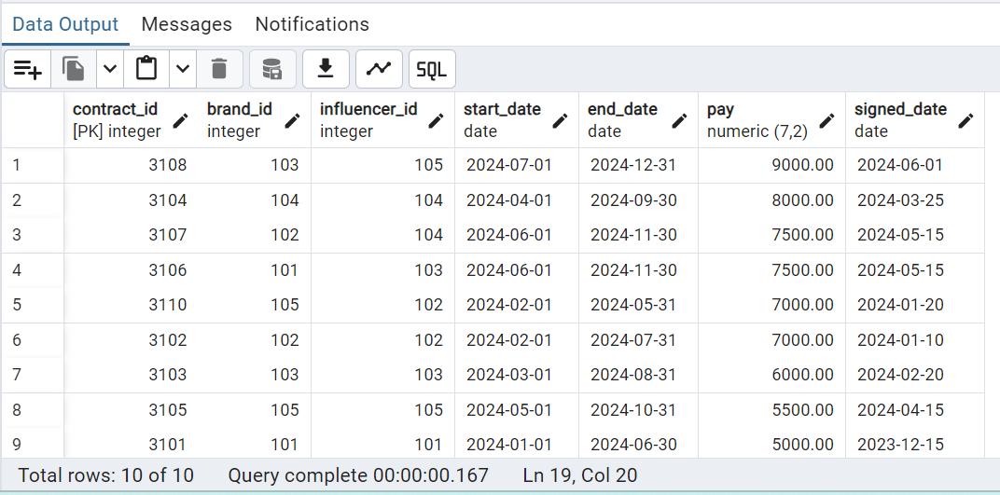 Data Output Messages Notifications
SQL
contract_id brand_id influencer_id start_date end_date pay signed_date
[PK] integer integer integer date date numeric (7,2) date
1 3108 103 105 2024-07-01 2024-12-31 9000.00 2024-06-01
2 3104 104 104 2024-04-01 2024-09-30 8000.00 2024-03-25
3 3107 102 104 2024-06-01 2024-11-30 7500.00 2024-05-15
4 3106 101 103 2024-06-01 2024-11-30 7500.00 2024-05-15
5 3110 105 102 2024-02-01 2024-05-31 7000.00 2024-01-20
6 3102 102 102 2024-02-01 2024-07-31 7000.00 2024-01-10
7 3103 103 103 2024-03-01 2024-08-31 6000.00 2024-02-20
8 3105 105 105 2024-05-01 2024-10-31 5500.00 2024-04-15
9 3101 101 101 2024-01-01 2024-06-30 5000.00 2023-12-15
Total rows: 10 of 10 Query complete 00:00:00.167 Ln 19, Col 20